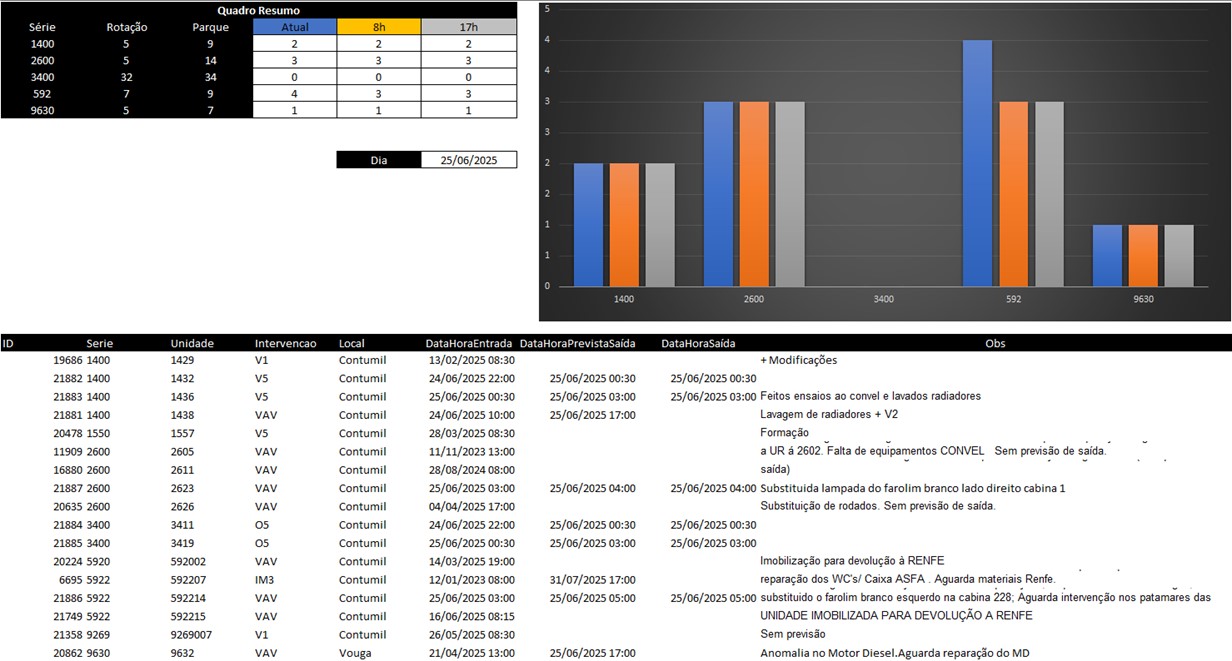 Quadro Resumo
Série Rotação Parque Atual 8h 17h
1400 5 9 2 2 2
2600 5 14 3 3 3
3400 32 34 0 0 0
592 7 9 4 3 3
9630 5 7 1 1 1
Dia 25/06/2025
5
4
4
3
3
2
2
1
1
0
1400 2600 3400 592 9630
ID Serie Unidade Intervencao Local DataHoraEntrada DataHoraPrevistaSaída DataHoraSaída Obs
19686 1400 1429 V1 Contumil 13/02/2025 08:30 + Modificações
21882 1400 1432 V5 Contumil 24/06/2025 22:00 25/06/2025 00:30 25/06/2025 00:30
21883 1400 1436 V5 Contumil 25/06/2025 00:30 25/06/2025 03:00 25/06/2025 03:00 Feitos ensaios ao convel e lavados radiadores
21881 1400 1438 VAV Contumil 24/06/2025 10:00 25/06/2025 17:00 Lavagem de radiadores + V2
20478 1550 1557 V5 Contumil 28/03/2025 08:30 Formação
11909 2600 2605 VAV Contumil 11/11/2023 13:00 a UR á 2602. Falta de equipamentos CONVEL Sem previsão de saída.
16880 2600 2611 VAV Contumil 28/08/2024 08:00 saída)
21887 2600 2623 VAV Contumil 25/06/2025 03:00 25/06/2025 04:00 25/06/2025 04:00 Substituida lampada do farolim branco lado direito cabina 1
20635 2600 2626 VAV Contumil 04/04/2025 17:00 Substituição de rodados. Sem previsão de saída.
21884 3400 3411 O5 Contumil 24/06/2025 22:00 25/06/2025 00:30 25/06/2025 00:30
21885 3400 3419 O5 Contumil 25/06/2025 00:30 25/06/2025 03:00 25/06/2025 03:00
20224 5920 592002 VAV Contumil 14/03/2025 19:00 Imobilização para devolução à RENFE
6695 5922 592207 IM3 Contumil 12/01/2023 08:00 31/07/2025 17:00 reparação dos WC's/ Caixa ASFA . Aguarda materiais Renfe.
21886 5922 592214 VAV Contumil 25/06/2025 03:00 25/06/2025 05:00 25/06/2025 05:00 substituido o farolim branco esquerdo na cabina 228; Aguarda intervenção nos patamares das
21749 5922 592215 VAV Contumil 16/06/2025 08:15 UNIDADE IMOBILIZADA PARA DEVOLUÇÃO A RENFE
21358 9269 9269007 V1 Contumil 26/05/2025 08:30 Sem previsão
20862 9630 9632 VAV Vouga 21/04/2025 13:00 25/06/2025 17:00 Anomalia no Motor Diesel.Aguarda reparação do MD